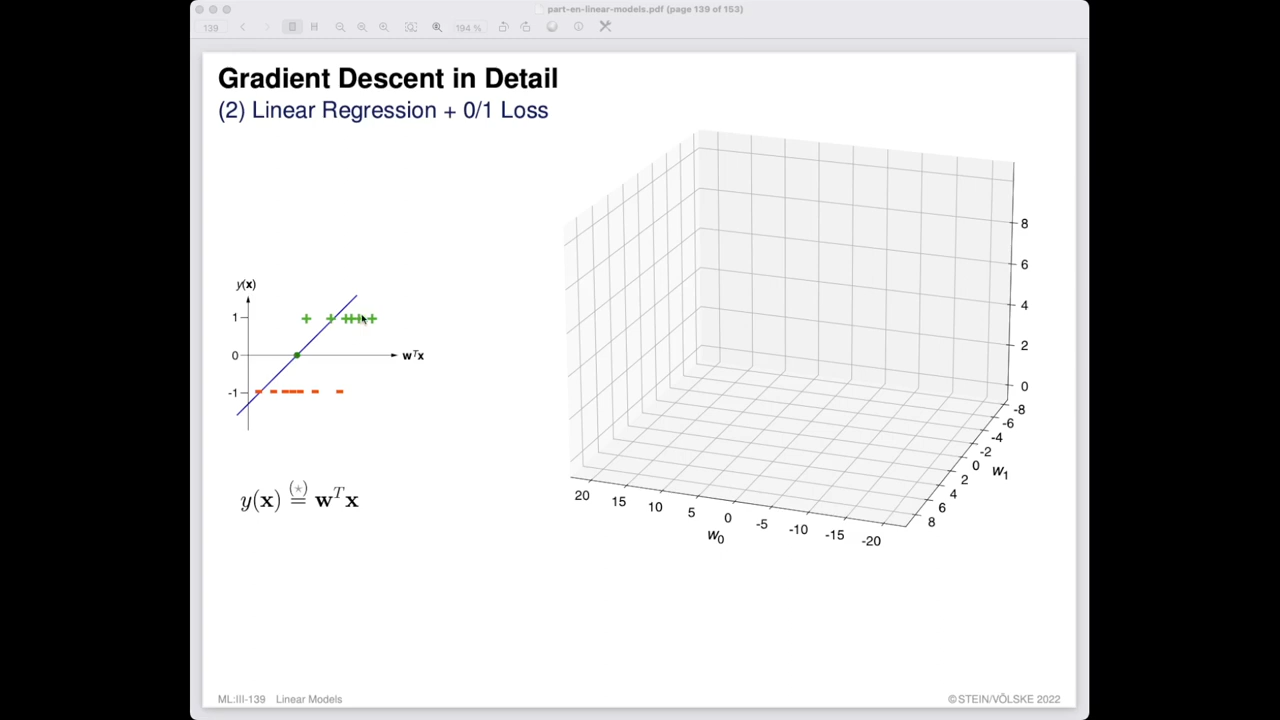 part-en-linear-models.pdf (page 139 of 153)
139
194 %
Gradient Descent in Detail
(2) Linear Regression + 0/1 Loss
y(x)
1
0
-1
wᵀx
y(x) (⋆)= wᵀx
8
6
4
2
0
-8
-6
-4
-2
0
2
4
6
8
w₁
20
15
10
5
0
-5
-10
-15
-20
w₀
ML:III-139 Linear Models
©STEIN/VÖLSKE 2022